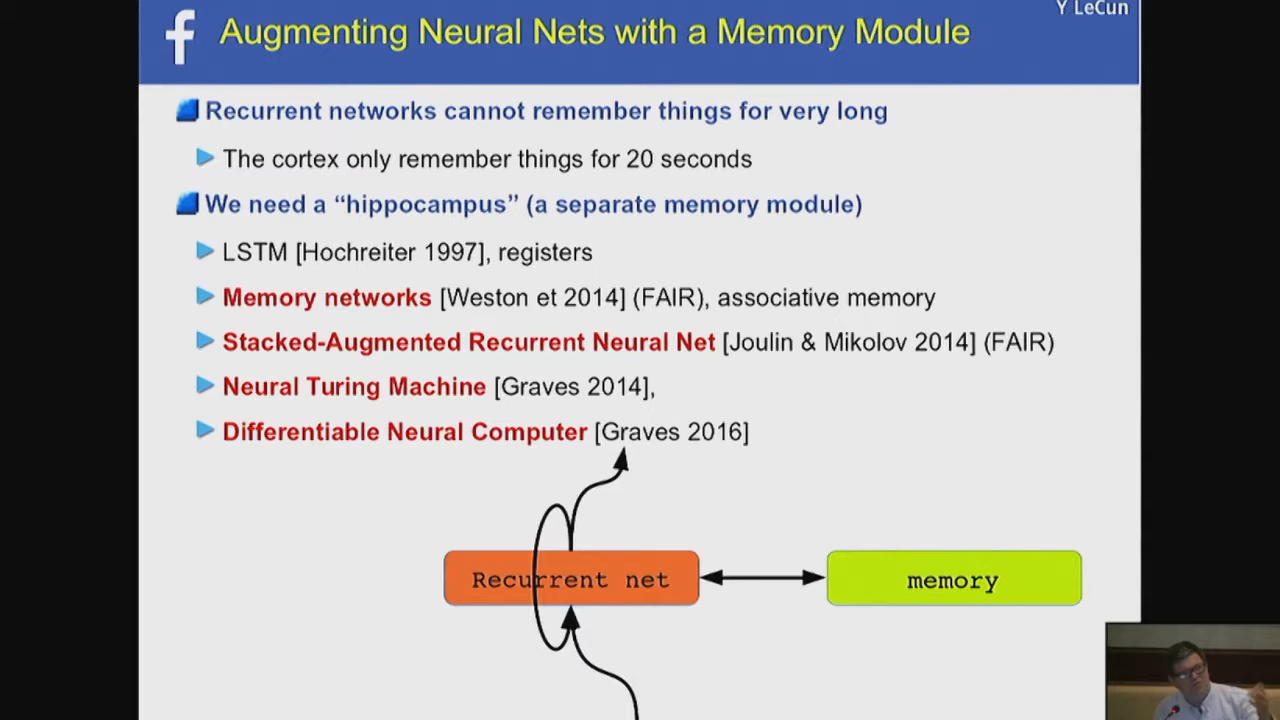 Y LeCun
Augmenting Neural Nets with a Memory Module
Recurrent networks cannot remember things for very long
The cortex only remember things for 20 seconds
We need a “hippocampus” (a separate memory module)
LSTM [Hochreiter 1997], registers
Memory networks [Weston et 2014] (FAIR), associative memory
Stacked-Augmented Recurrent Neural Net [Joulin & Mikolov 2014] (FAIR)
Neural Turing Machine [Graves 2014],
Differentiable Neural Computer [Graves 2016]
Recurrent net
memory